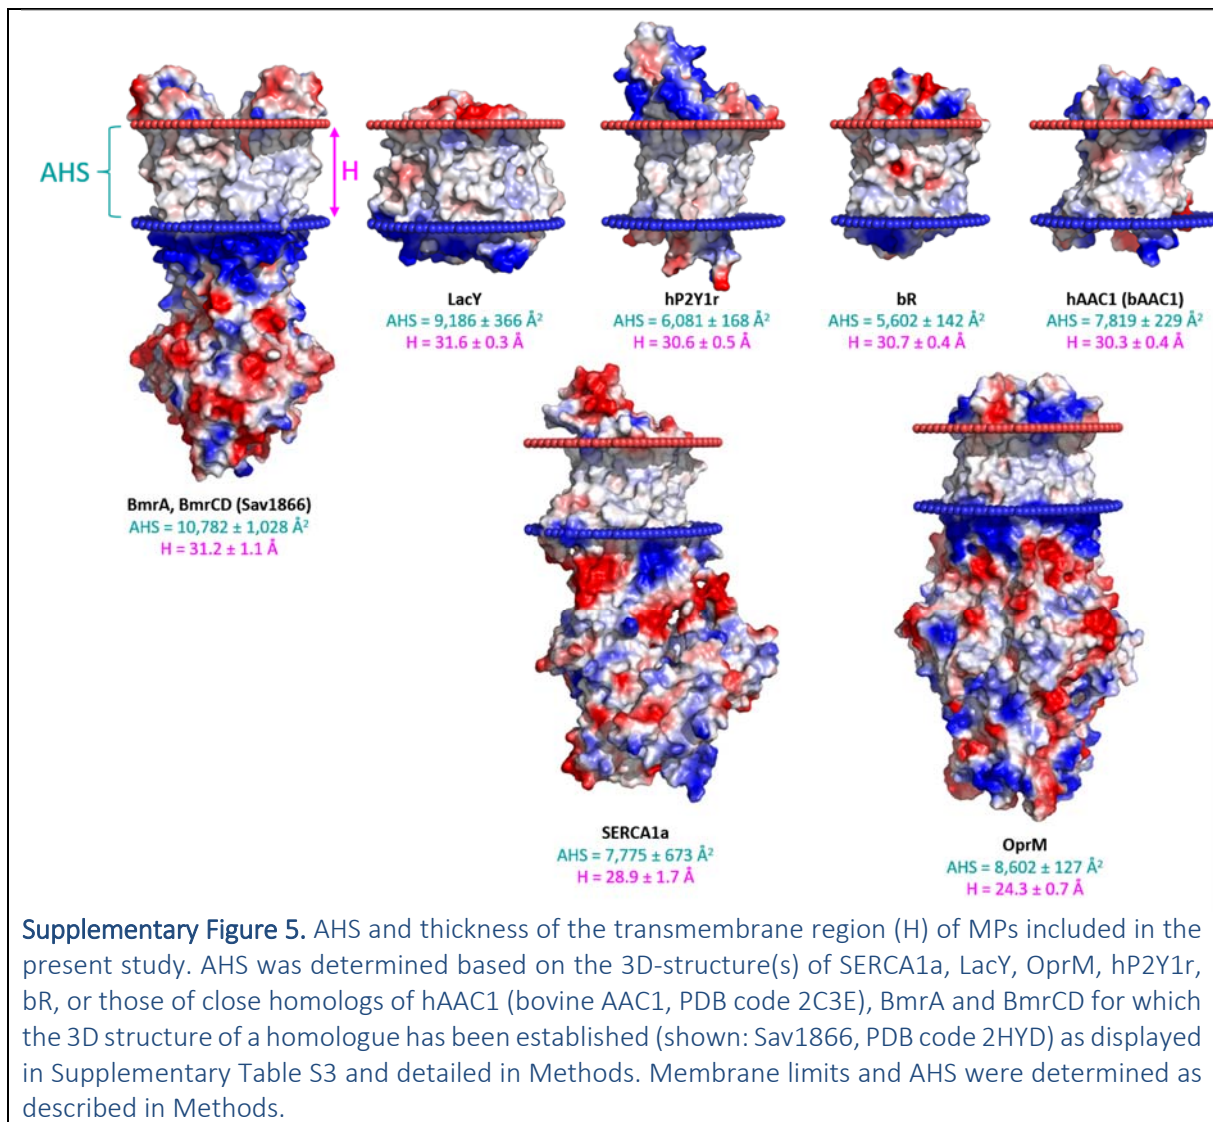 AHS
H
LacY
AHS = 9,186 ± 366 Å²
H = 31.6 ± 0.3 Å
hP2Y1r
AHS = 6,081 ± 168 Å²
H = 30.6 ± 0.5 Å
bR
AHS = 5,602 ± 142 Å²
H = 30.7 ± 0.4 Å
hAAC1 (bAAC1)
AHS = 7,819 ± 229 Å²
H = 30.3 ± 0.4 Å
BmrA, BmrCD (Sav1866)
AHS = 10,782 ± 1,028 Å²
H = 31.2 ± 1.1 Å
SERCA1a
AHS = 7,775 ± 673 Å²
H = 28.9 ± 1.7 Å
OprM
AHS = 8,602 ± 127 Å²
H = 24.3 ± 0.7 Å
Supplementary Figure 5. AHS and thickness of the transmembrane region (H) of MPs included in the
present study. AHS was determined based on the 3D-structure(s) of SERCA1a, LacY, OprM, hP2Y1r,
bR, or those of close homologs of hAAC1 (bovine AAC1, PDB code 2C3E), BmrA and BmrCD for which
the 3D structure of a homologue has been established (shown: Sav1866, PDB code 2HYD) as displayed
in Supplementary Table S3 and detailed in Methods. Membrane limits and AHS were determined as
described in Methods.